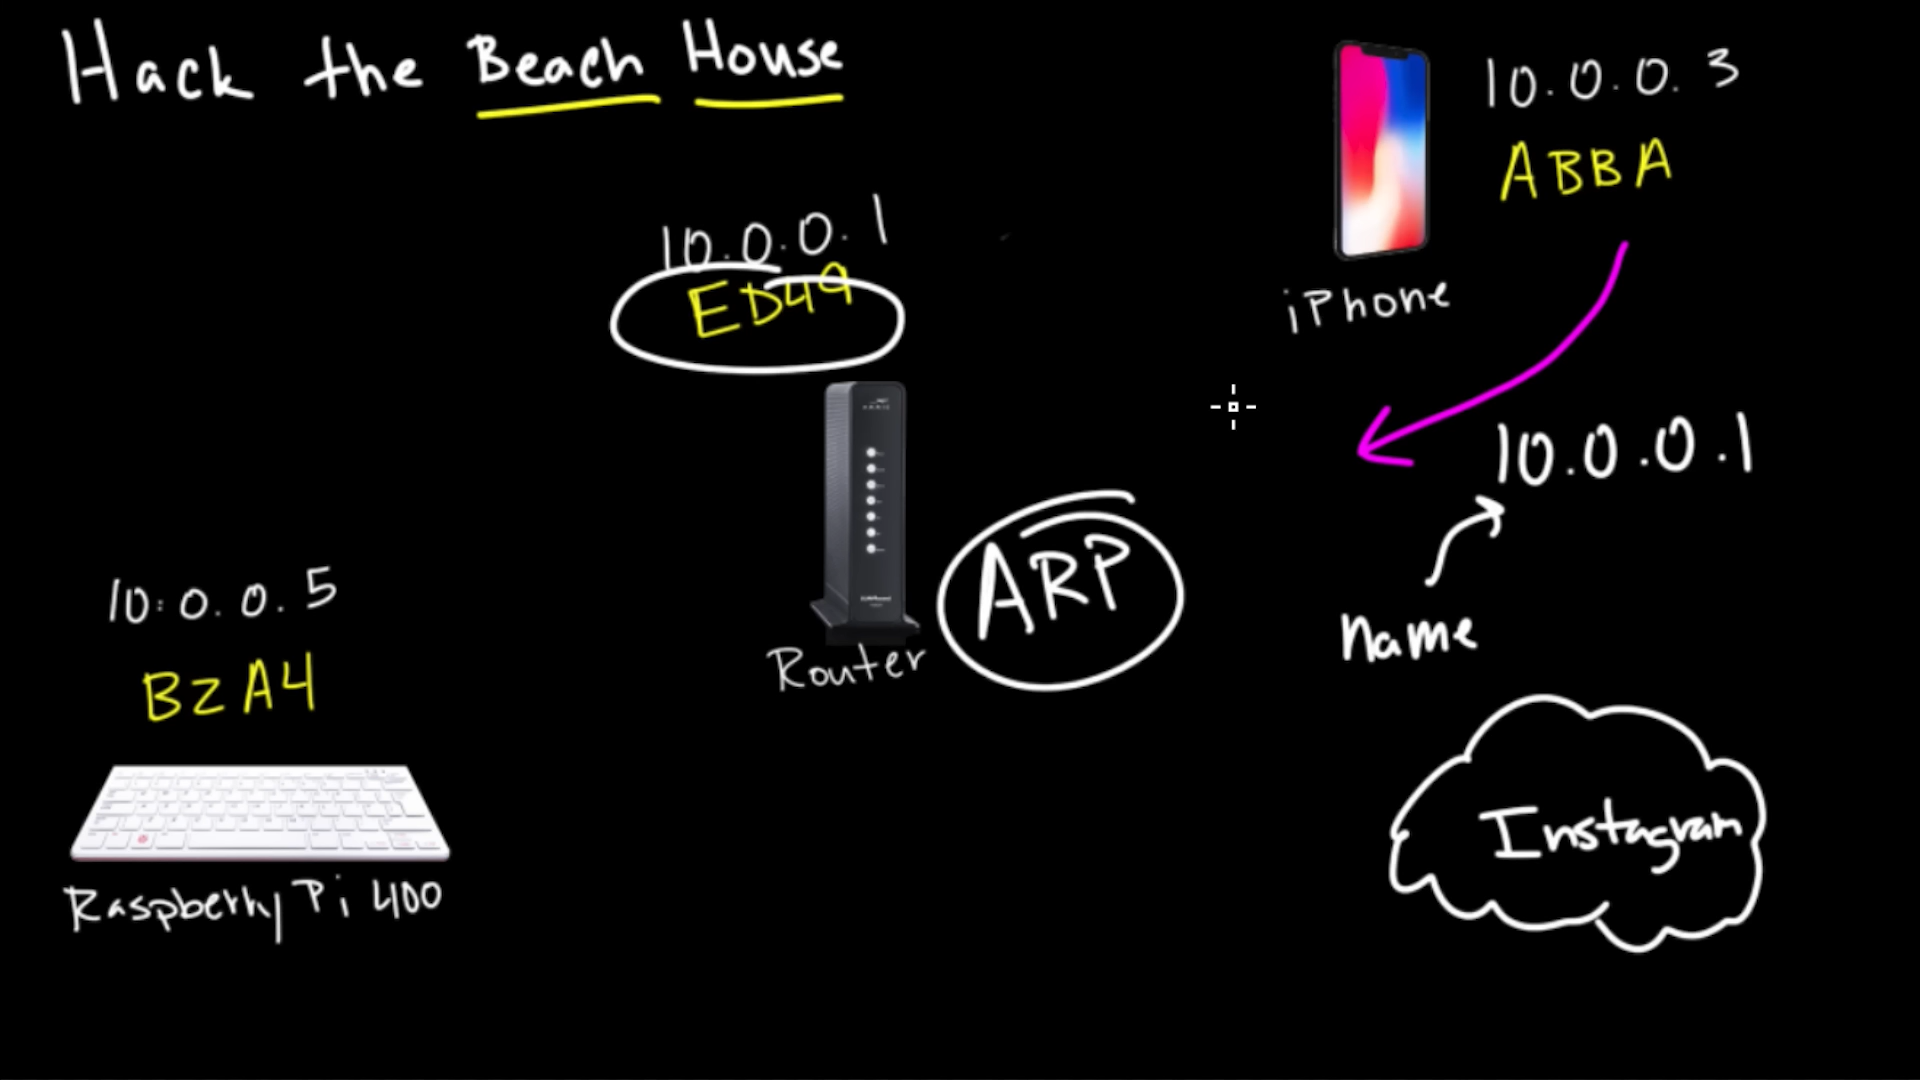 Hack the Beach House
10.0.0.3
ABBA
iPhone
10.0.0.1
ED49
10.0.0.1
Name
ARP
Router
10.0.0.5
B2A4
Raspberry Pi 400
Instagram